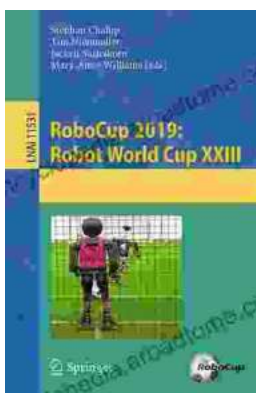 Stephan Chalup
Tim Niemueller
Jackrit Suthakorn
Mary-Anne Williams (Eds.)
LNAI 11531
RoboCup 2019:
Robot World Cup XXIII
Springer
RoboCup